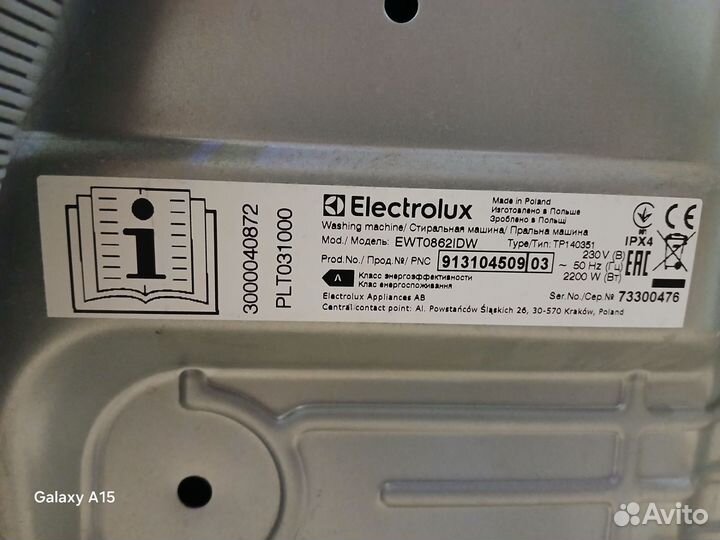 3000040872
PLT031000
Electrolux
Made in Poland
Изготовлено в Польше
Зроблено в Польщі
Washing machine/ Стиральная машина/ Пральна машина
Mod./ Модель: EWT0862IDW Type/Тип: TP140351
Prod.No./ Прод.№/ PNC 913104509 03
230 V (В)
~ 50 Hz (Гц)
2200 W (Вт)
A
Класс энергоэффективности
Клас енергоспоживання
Electrolux Appliances AB
Ser.No./Сер.№ 73300476
Central contact point: Al. Powstańców Śląskich 26, 30-570 Kraków, Poland
IPX4
CE
EAC
Galaxy A15
Avito